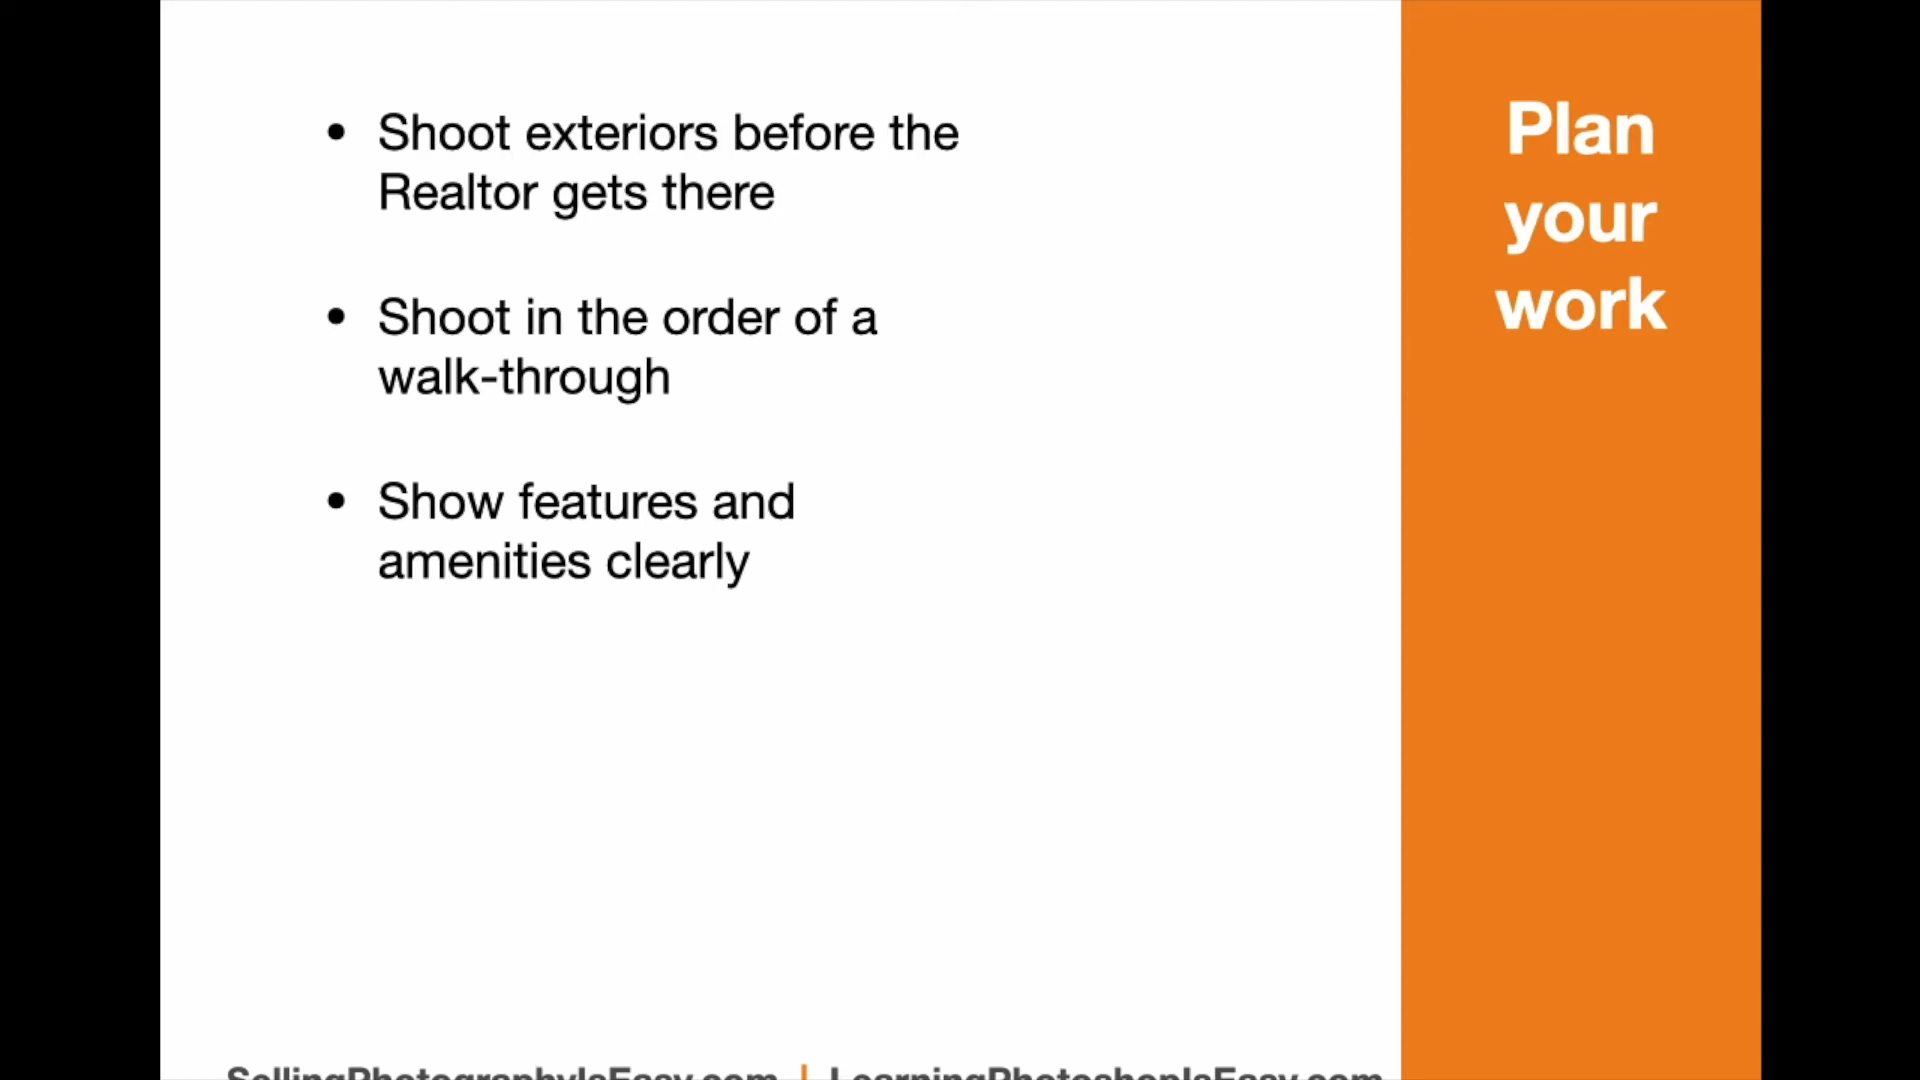 • Shoot exteriors before the
Realtor gets there
• Shoot in the order of a
walk-through
• Show features and
amenities clearly
Plan
your
work
SellingPhotographyIsEasy.com | LearningPhotoshopIsEasy.com